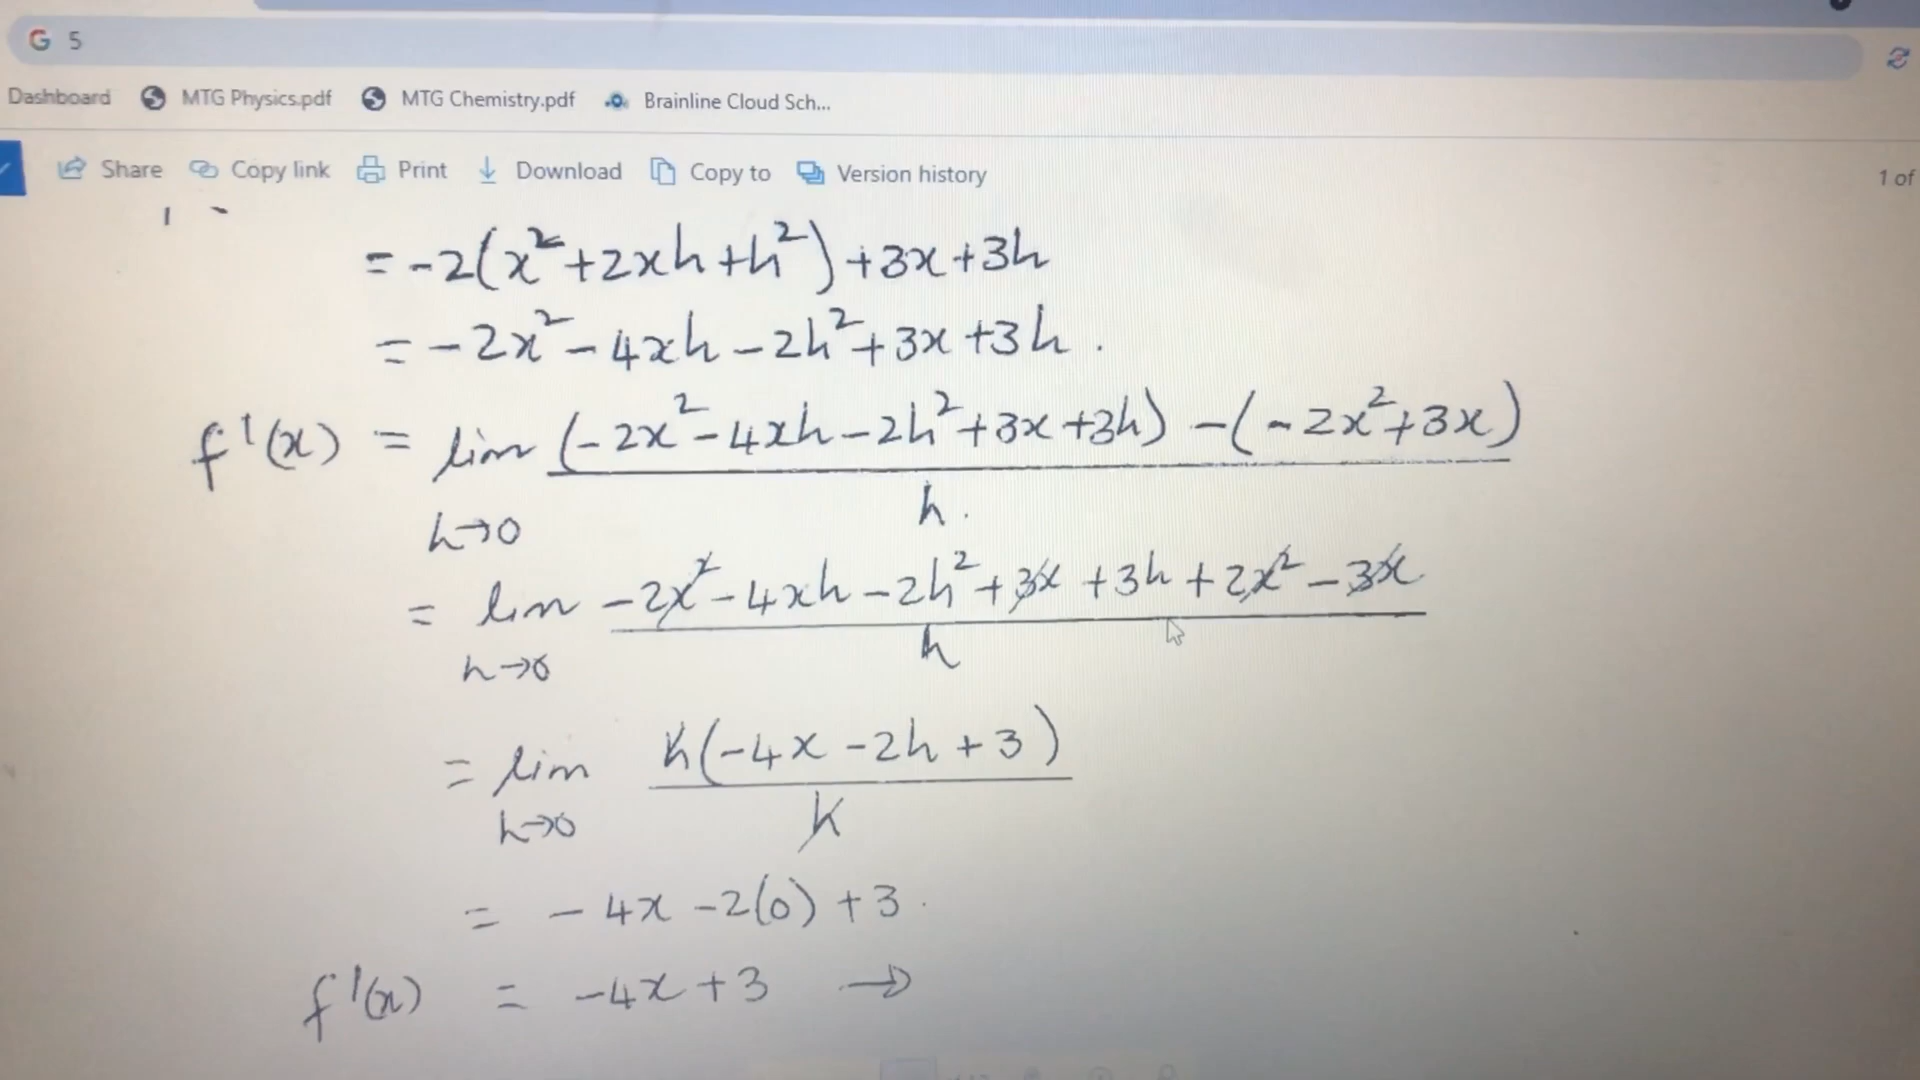 5
Dashboard MTG Physics.pdf MTG Chemistry.pdf Brainline Cloud Sch...
Share Copy link Print Download Copy to Version history 1 of
= -2(x²+2xh+h²)+3x+3h
= -2x²-4xh-2h²+3x+3h.
f'(x) = lim (-2x²-4xh-2h²+3x+3h) -(-2x²+3x)
h→0 h.
= lim -2x²-4xh-2h²+3x+3h+2x²-3x
h→0 h
= lim h(-4x-2h+3)
h→0 h
= -4x-2(0)+3.
f'(x) = -4x+3 →